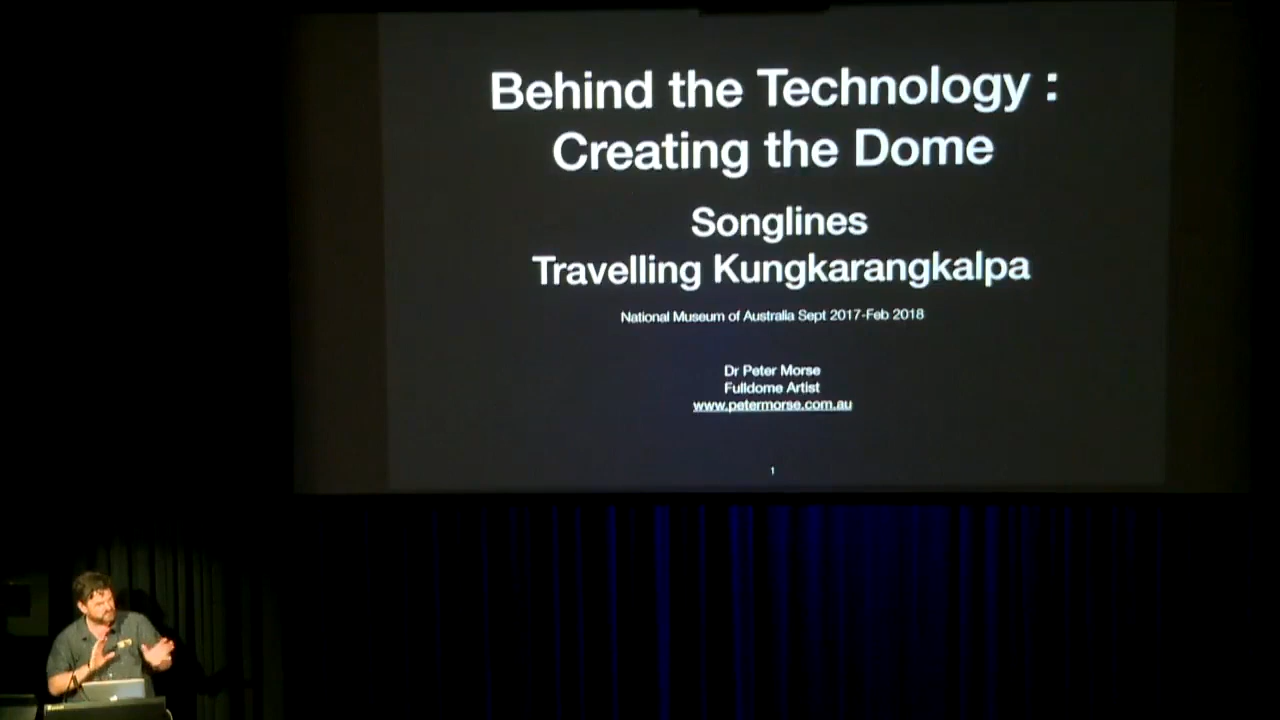 Behind the Technology :
Creating the Dome
Songlines
Travelling Kungkarangkalpa
National Museum of Australia Sept 2017-Feb 2018
Dr Peter Morse
Fulldome Artist
www.petermorse.com.au
1